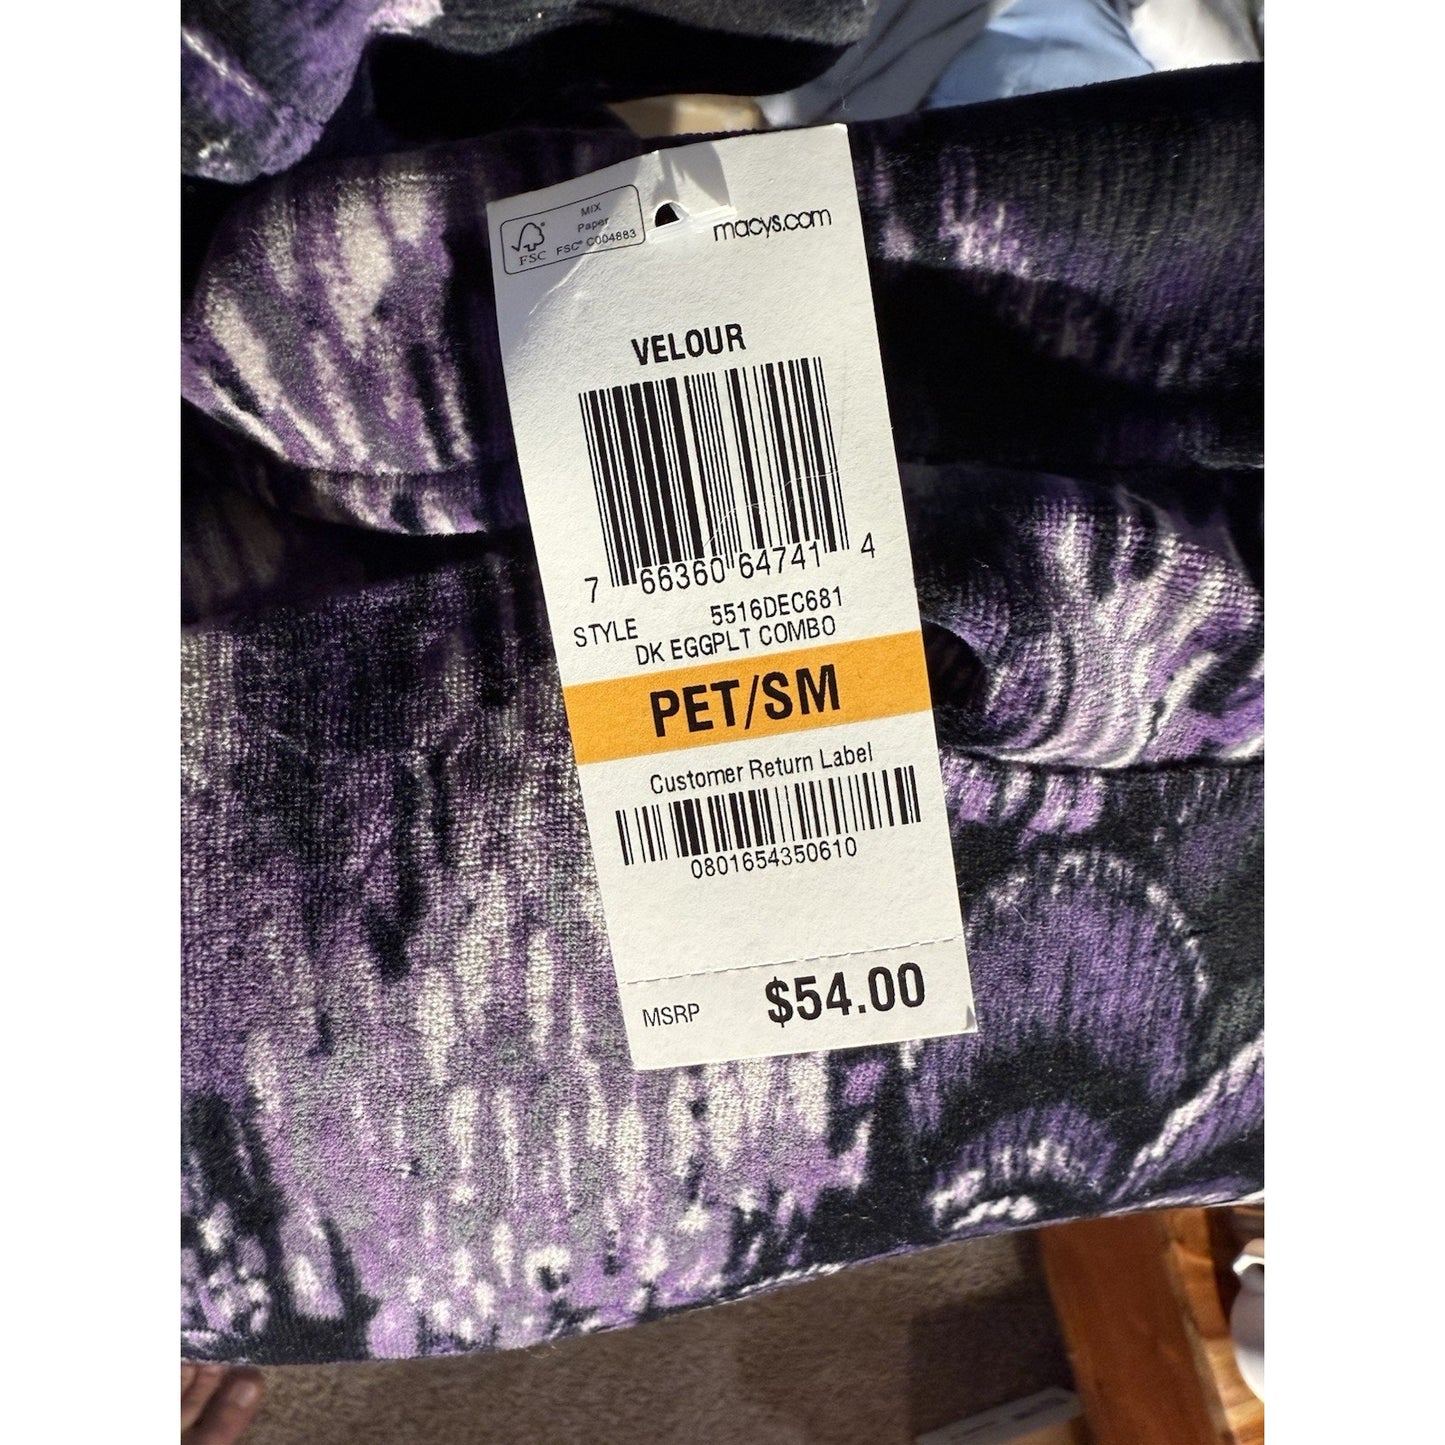 MIX
Paper
FSC® C004883
FSC
macys.com
VELOUR
7 66360 64741 4
STYLE 5516DEC681
DK EGGPLT COMBO
PET/SM
Customer Return Label
0801654350610
MSRP $54.00